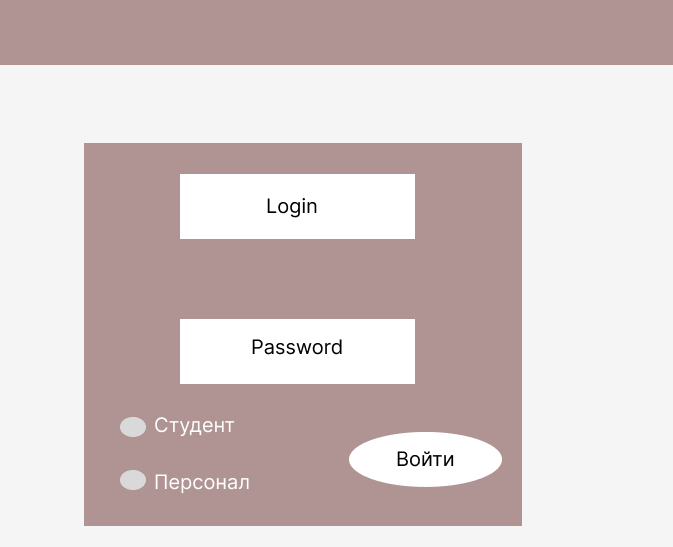 Login
Password
Студент
Войти
Персонал